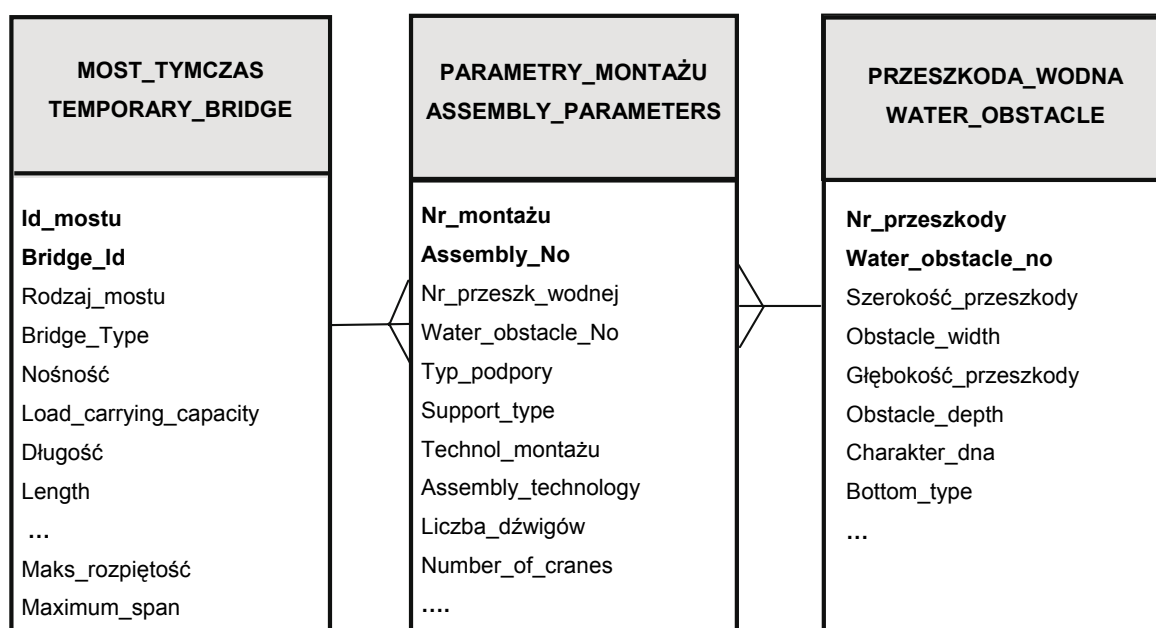 MOST_TYMCZAS
TEMPORARY_BRIDGE
Id_mostu
Bridge_Id
Rodzaj_mostu
Bridge_Type
Nośność
Load_carrying_capacity
Długość
Length
...
Maks_rozpiętość
Maximum_span
PARAMETRY_MONTAŻU
ASSEMBLY_PARAMETERS
Nr_montażu
Assembly_No
Nr_przeszk_wodnej
Water_obstacle_No
Typ_podpory
Support_type
Technol_montażu
Assembly_technology
Liczba_dźwigów
Number_of_cranes
....
PRZESZKODA_WODNA
WATER_OBSTACLE
Nr_przeszkody
Water_obstacle_no
Szerokość_przeszkody
Obstacle_width
Głębokość_przeszkody
Obstacle_depth
Charakter_dna
Bottom_type
...